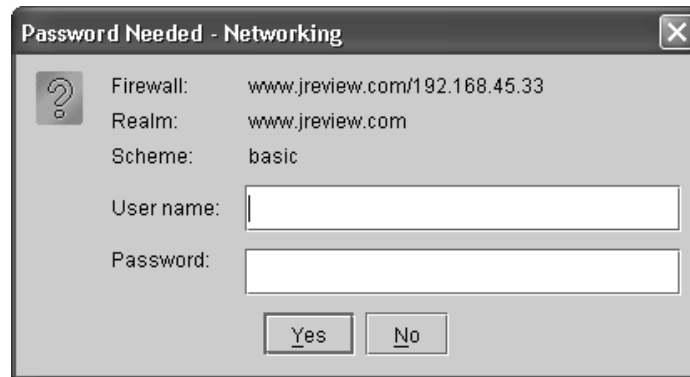 Password Needed - Networking
Firewall: www.jreview.com/192.168.45.33
Realm: www.jreview.com
Scheme: basic
User name:
Password:
Yes No